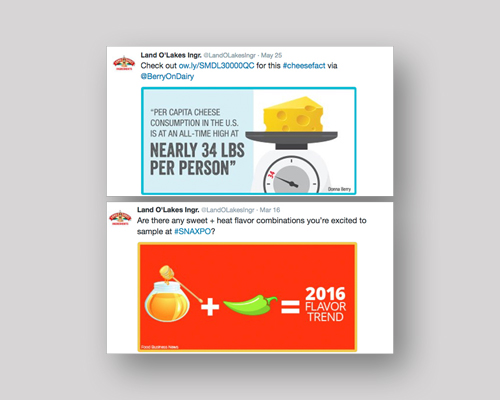 Land O'Lakes Ingr. @LandOLakesIngr · May 25
Check out ow.ly/SMDL30000QC for this #cheesefact via
@BerryOnDairy
"PER CAPITA CHEESE
CONSUMPTION IN THE U.S.
IS AT AN ALL-TIME HIGH AT
NEARLY 34 LBS
PER PERSON"
34
Donna Berry
Land O'Lakes Ingr. @LandOLakesIngr · Mar 16
Are there any sweet + heat flavor combinations you're excited to
sample at #SNAXPO?
+ = 2016
FLAVOR
TREND
Food Business News